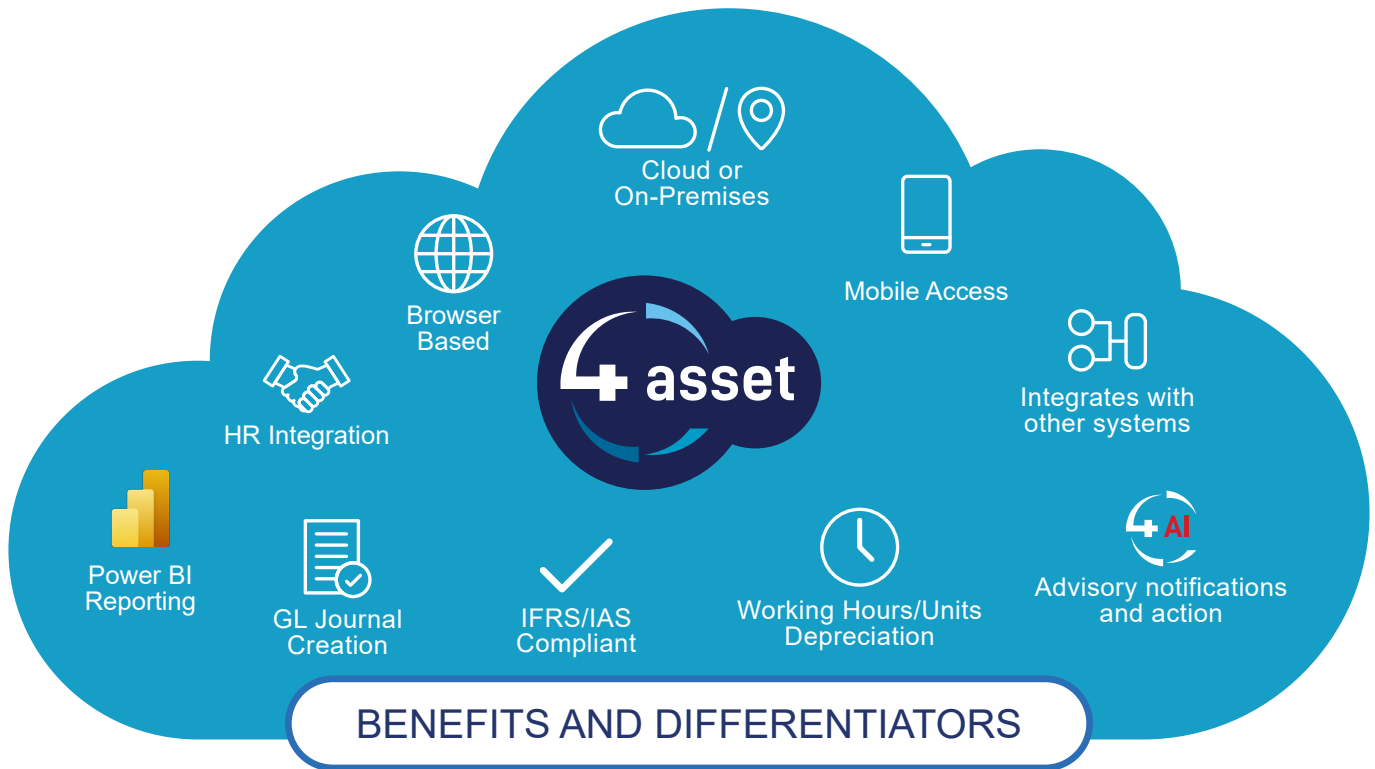 Cloud or
On-Premises
Mobile Access
Browser
Based
4 asset
Integrates with
other systems
HR Integration
4 AI
Power BI
Reporting
GL Journal
Creation
IFRS/IAS
Compliant
Working Hours/Units
Depreciation
Advisory notifications
and action
BENEFITS AND DIFFERENTIATORS